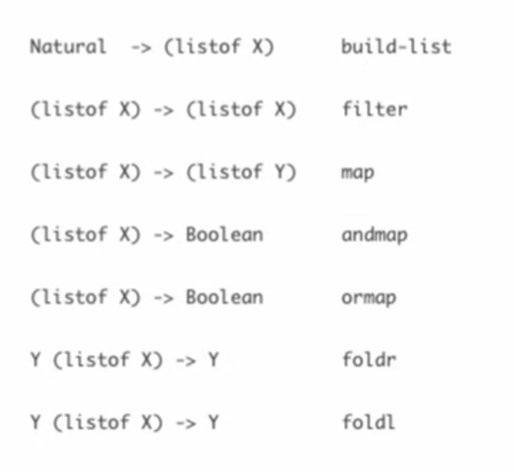 Natural -> (listof X) build-list
(listof X) -> (listof X) filter
(listof X) -> (listof Y) map
(listof X) -> Boolean andmap
(listof X) -> Boolean ormap
Y (listof X) -> Y foldr
Y (listof X) -> Y foldl